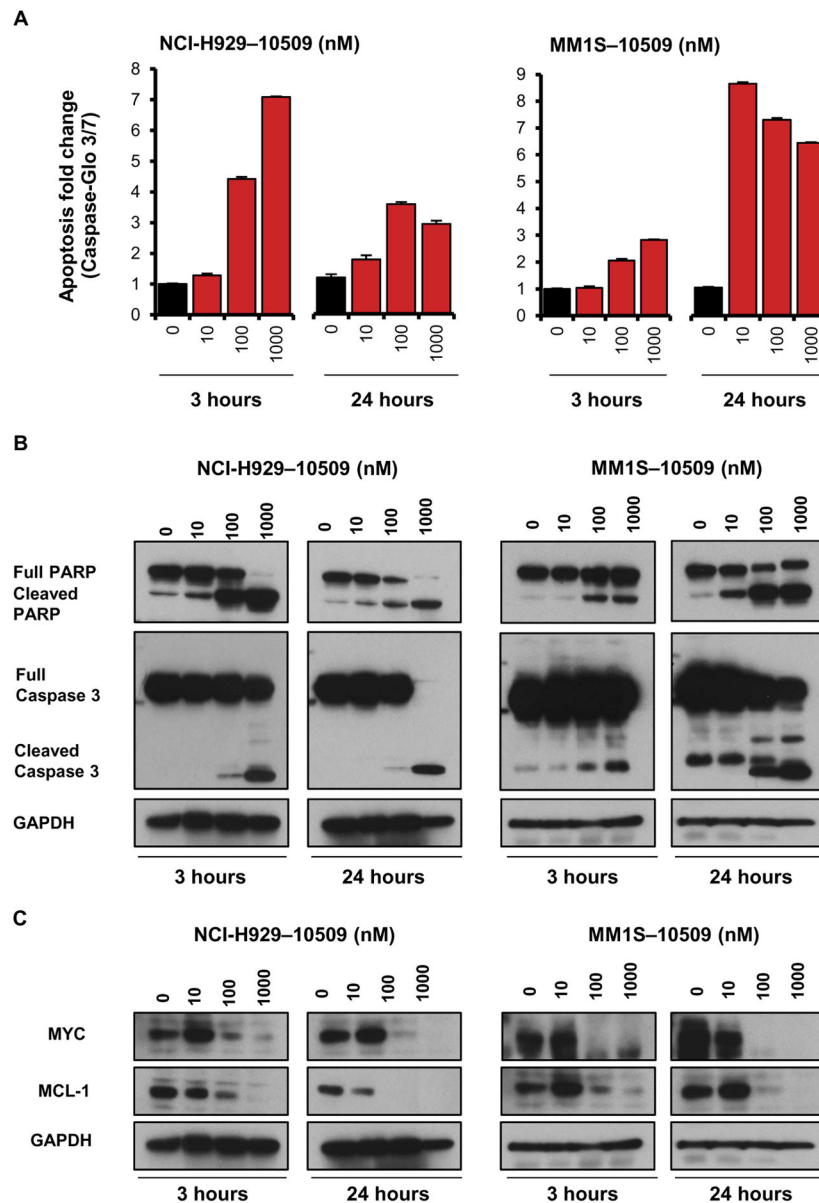 A
NCI-H929–10509 (nM)
MM1S–10509 (nM)
Apoptosis fold change
(Caspase-Glo 3/7)
8
7
6
5
4
3
2
1
0
9
8
7
6
5
4
3
2
1
0
0 10 100 1000 0 10 100 1000 0 10 100 1000 0 10 100 1000
3 hours 24 hours 3 hours 24 hours
B
NCI-H929–10509 (nM) MM1S–10509 (nM)
0 10 100 1000 0 10 100 1000 0 10 100 1000 0 10 100 1000
Full PARP
Cleaved
PARP
Full
Caspase 3
Cleaved
Caspase 3
GAPDH
3 hours 24 hours 3 hours 24 hours
C
NCI-H929–10509 (nM) MM1S–10509 (nM)
0 10 100 1000 0 10 100 1000 0 10 100 1000 0 10 100 1000
MYC
MCL-1
GAPDH
3 hours 24 hours 3 hours 24 hours